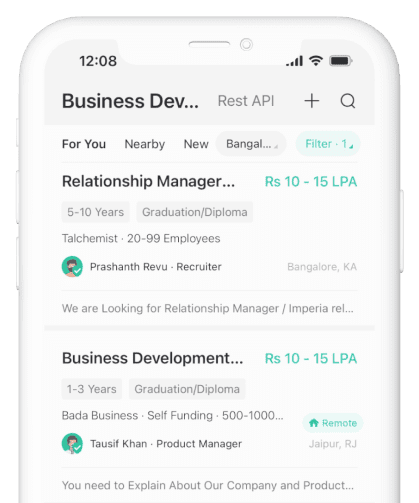 12:08
Business Dev... Rest API
For You Nearby New Bangal... Filter · 1
Relationship Manager... Rs 10 - 15 LPA
5-10 Years Graduation/Diploma
Talchemist · 20-99 Employees
Prashanth Revu · Recruiter Bangalore, KA
We are Looking for Relationship Manager / Imperia rel...
Business Development... Rs 10 - 15 LPA
1-3 Years Graduation/Diploma
Bada Business · Self Funding · 500-1000...
Remote
Tausif Khan · Product Manager Jaipur, RJ
You need to Explain About Our Company and Product...